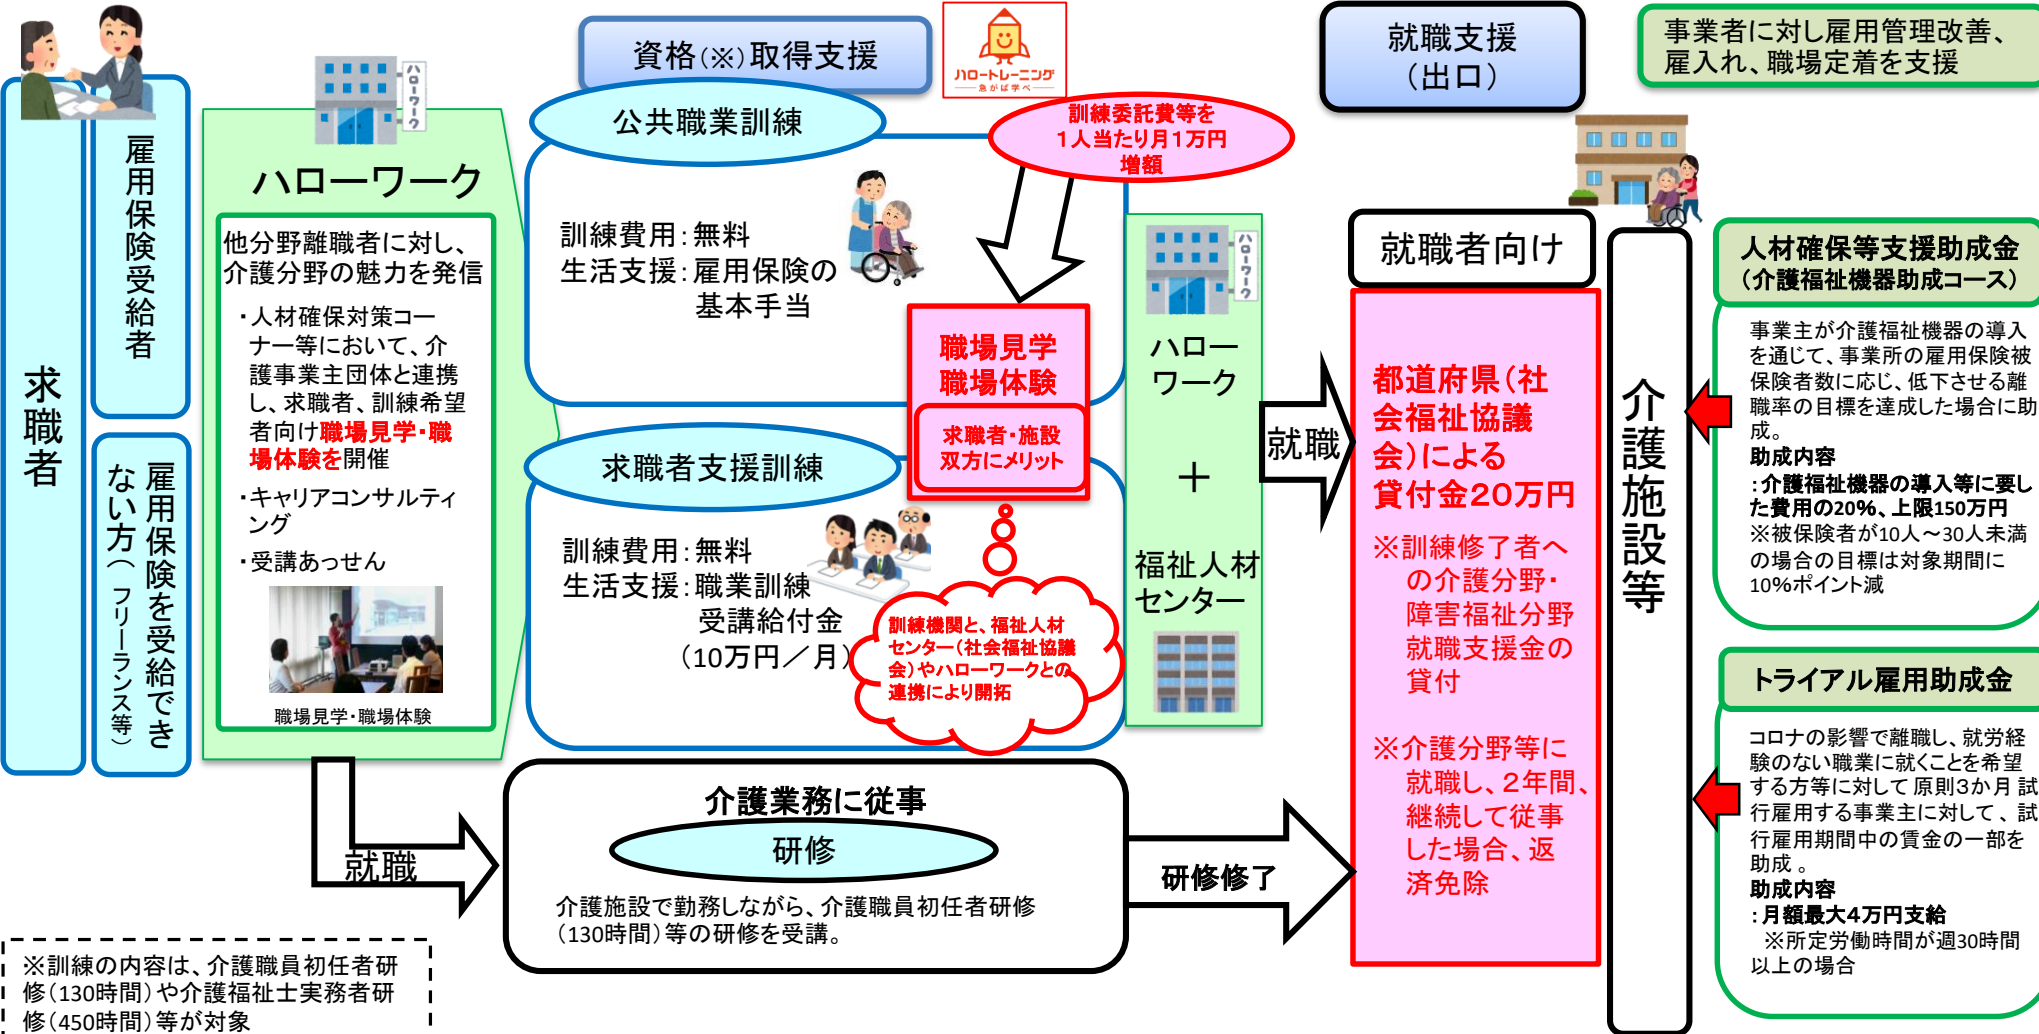 資格(※)取得支援
ハロートレーニング
急がば学べ
就職支援
(出口)
事業者に対し雇用管理改善、
雇入れ、職場定着を支援
求職者
雇用保険受給者
雇用保険を受給でき
ない方(フリーランス等)
ハローワーク
ハローワーク
他分野離職者に対し、
介護分野の魅力を発信
・人材確保対策コー
ナー等において、介
護事業主団体と連携
し、求職者、訓練希望
者向け職場見学・職
場体験を開催
・キャリアコンサルティ
ング
・受講あっせん
職場見学・職場体験
公共職業訓練
訓練費用:無料
生活支援:雇用保険の
基本手当
訓練委託費等を
1人当たり月1万円
増額
職場見学
職場体験
求職者・施設
双方にメリット
求職者支援訓練
訓練費用:無料
生活支援:職業訓練
受講給付金
(10万円/月)
訓練機関と、福祉人材
センター(社会福祉協議
会)やハローワークとの
連携により開拓
ハローワーク
ハロー
ワーク
+
福祉人材
センター
就職
就職者向け
都道府県(社
会福祉協議
会)による
貸付金20万円
※訓練修了者へ
の介護分野・
障害福祉分野
就職支援金の
貸付
※介護分野等に
就職し、2年間、
継続して従事
した場合、返
済免除
介護施設等
人材確保等支援助成金
(介護福祉機器助成コース)
事業主が介護福祉機器の導入
を通じて、事業所の雇用保険被
保険者数に応じ、低下させる離
職率の目標を達成した場合に助
成。
助成内容
:介護福祉機器の導入等に要し
た費用の20%、上限150万円
※被保険者が10人~30人未満
の場合の目標は対象期間に
10%ポイント減
トライアル雇用助成金
コロナの影響で離職し、就労経
験のない職業に就くことを希望
する方等に対して原則3か月試
行雇用する事業主に対して、試
行雇用期間中の賃金の一部を
助成。
助成内容
:月額最大4万円支給
※所定労働時間が週30時間
以上の場合
就職
介護業務に従事
研修
介護施設で勤務しながら、介護職員初任者研修
(130時間)等の研修を受講。
研修修了
※訓練の内容は、介護職員初任者研
修(130時間)や介護福祉士実務者研
修(450時間)等が対象